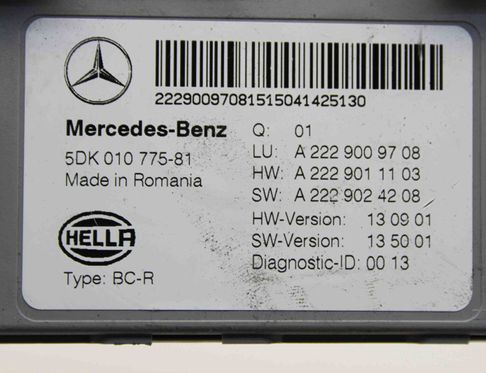 2229009708151504142513​0
Mercedes-Benz
Q: 01
5DK 010 775-81
LU: A 222 900 97 08
Made in Romania
HW: A 222 901 11 03
SW: A 222 902 42 08
HELLA
HW-Version: 13 09 01
SW-Version: 13 50 01
Type: BC-R
Diagnostic-ID: 00 13